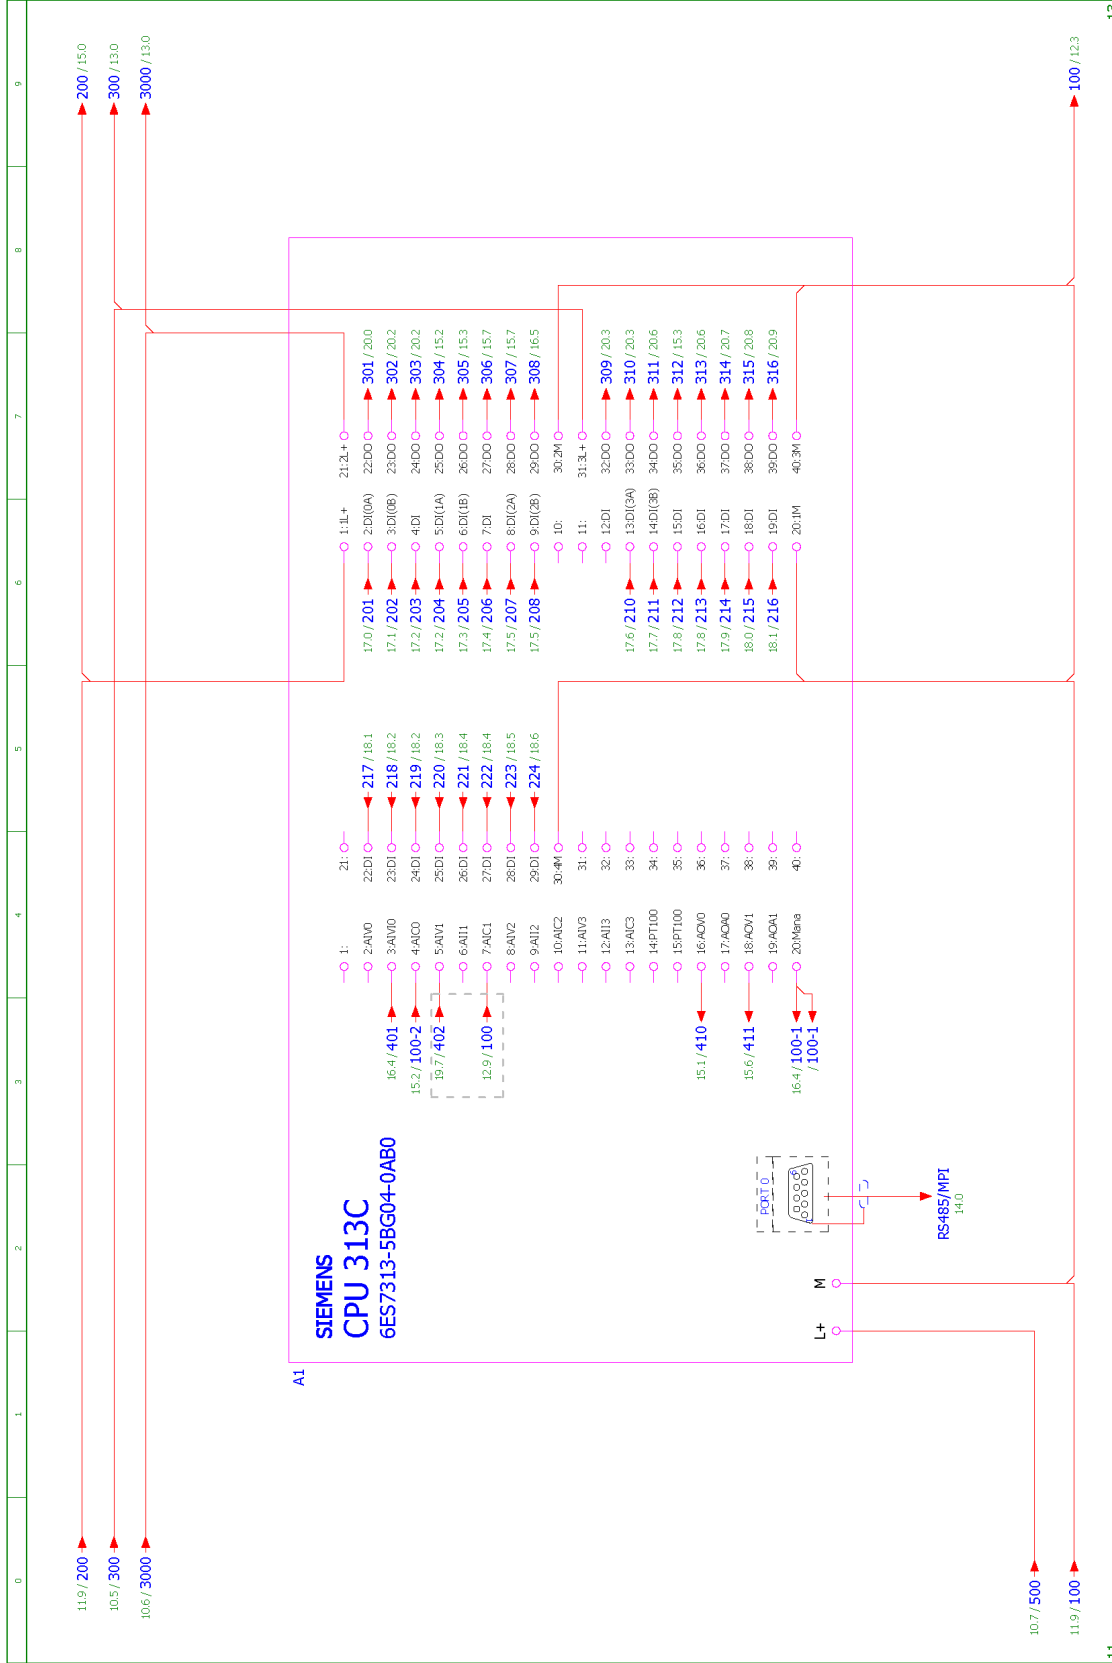 0 1 2 3 4 5 6 7 8 9
11.9 / 200 200 / 15.0
10.5 / 300 300 / 13.0
10.6 / 3000 3000 / 13.0
A1
SIEMENS
CPU 313C
6ES7313-5BG04-0AB0
1: 21: 1:1L+ 21:2L+
2:AIV0 22:DI 217 / 18.1 17.0 / 201 2:DI(0A) 22:DO 301 / 20.0
16.4 / 401 3:AIVI0 23:DI 218 / 18.2 17.1 / 202 3:DI(0B) 23:DO 302 / 20.2
15.2 / 100-2 4:AIC0 24:DI 219 / 18.2 17.2 / 203 4:DI 24:DO 303 / 20.2
19.7 / 402 5:AIV1 25:DI 220 / 18.3 17.2 / 204 5:DI(1A) 25:DO 304 / 15.2
6:AII1 26:DI 221 / 18.4 17.3 / 205 6:DI(1B) 26:DO 305 / 15.3
12.9 / 100 7:AIC1 27:DI 222 / 18.4 17.4 / 206 7:DI 27:DO 306 / 15.7
8:AIV2 28:DI 223 / 18.5 17.5 / 207 8:DI(2A) 28:DO 307 / 15.7
9:AII2 29:DI 224 / 18.6 17.5 / 208 9:DI(2B) 29:DO 308 / 16.5
10:AIC2 30:4M 10: 30:2M
11:AIV3 31: 11: 31:3L+
12:AII3 32: 12:DI 32:DO 309 / 20.3
13:AIC3 33: 17.6 / 210 13:DI(3A) 33:DO 310 / 20.3
14:PT100 34: 17.7 / 211 14:DI(3B) 34:DO 311 / 20.6
15:PT100 35: 17.8 / 212 15:DI 35:DO 312 / 15.3
15.1 / 410 16:AOV0 36: 17.8 / 213 16:DI 36:DO 313 / 20.6
17:AOA0 37: 17.9 / 214 17:DI 37:DO 314 / 20.7
15.6 / 411 18:AOV1 38: 18.0 / 215 18:DI 38:DO 315 / 20.8
19:AOA1 39: 18.1 / 216 19:DI 39:DO 316 / 20.9
16.4 / 100-1 20:Mana 40: 20:1M 40:3M
/ 100-1
PORT 0
L+ M
RS485/MPI
14.0
10.7 / 500
11.9 / 100 100 / 12.3